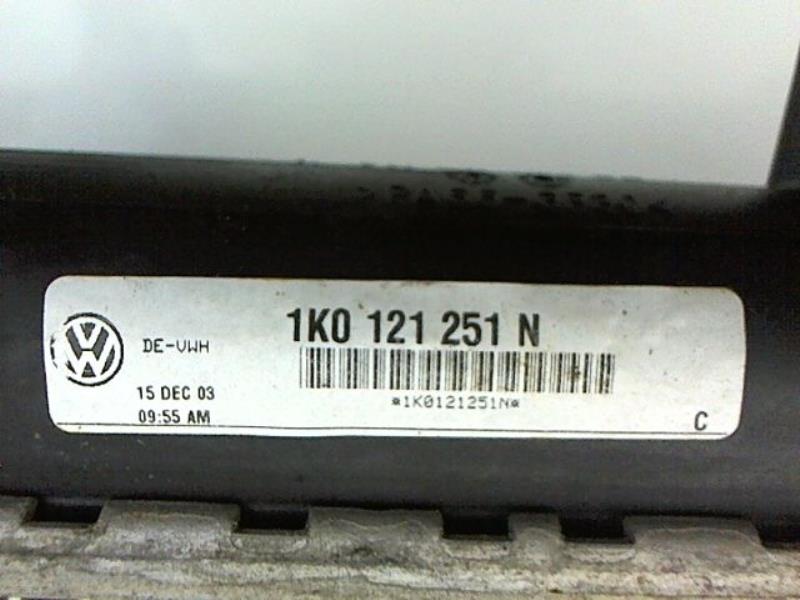 1K0 121 251 N
DE-VWH
15 DEC 03
*1K0121251N*
09:55 AM
C